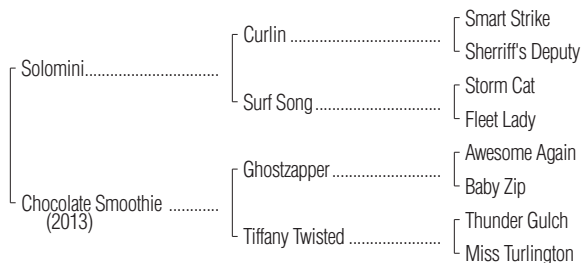 Smart Strike
Curlin ................................................
Sherriff's Deputy
Solomini..........................................
Storm Cat
Surf Song........................................
Fleet Lady
Awesome Again
Ghostzapper...................................
Baby Zip
Chocolate Smoothie ...............
(2013)
Thunder Gulch
Tiffany Twisted .............................
Miss Turlington